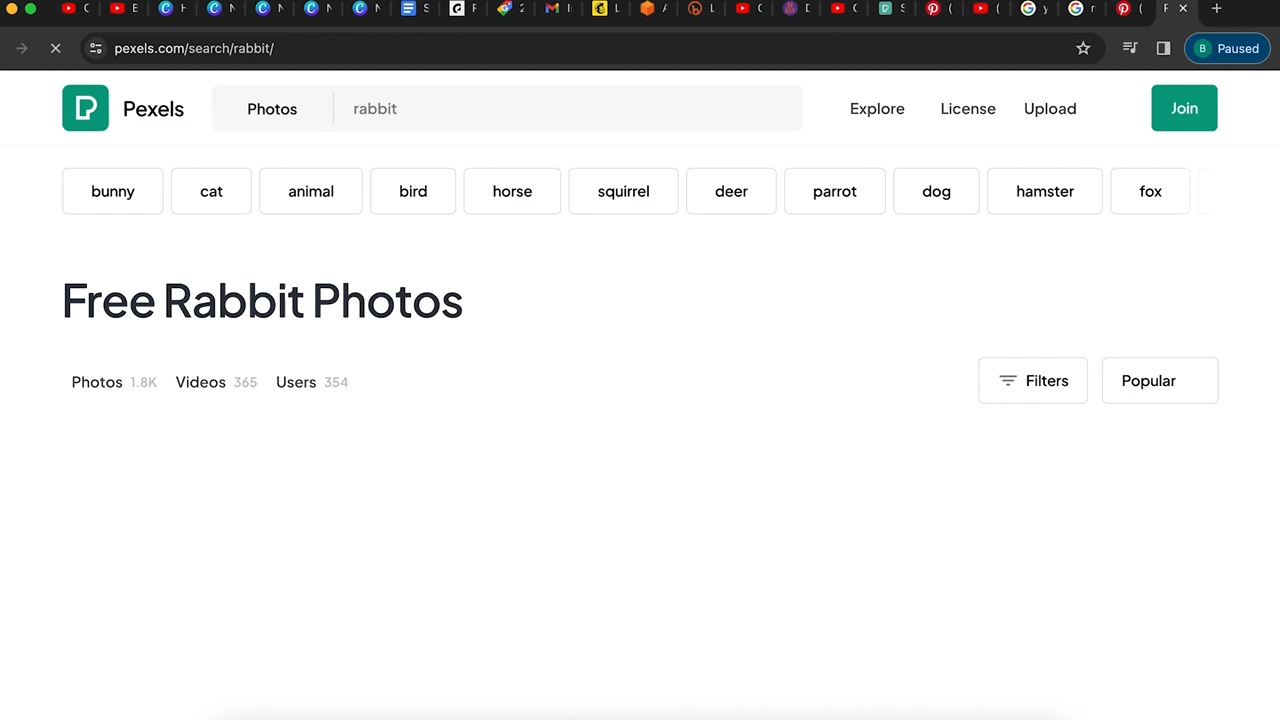 pexels.com/search/rabbit/
B Paused
Pexels
Photos
rabbit
Explore
License
Upload
Join
bunny
cat
animal
bird
horse
squirrel
deer
parrot
dog
hamster
fox
Free Rabbit Photos
Photos 1.8K Videos 365 Users 354
Filters
Popular